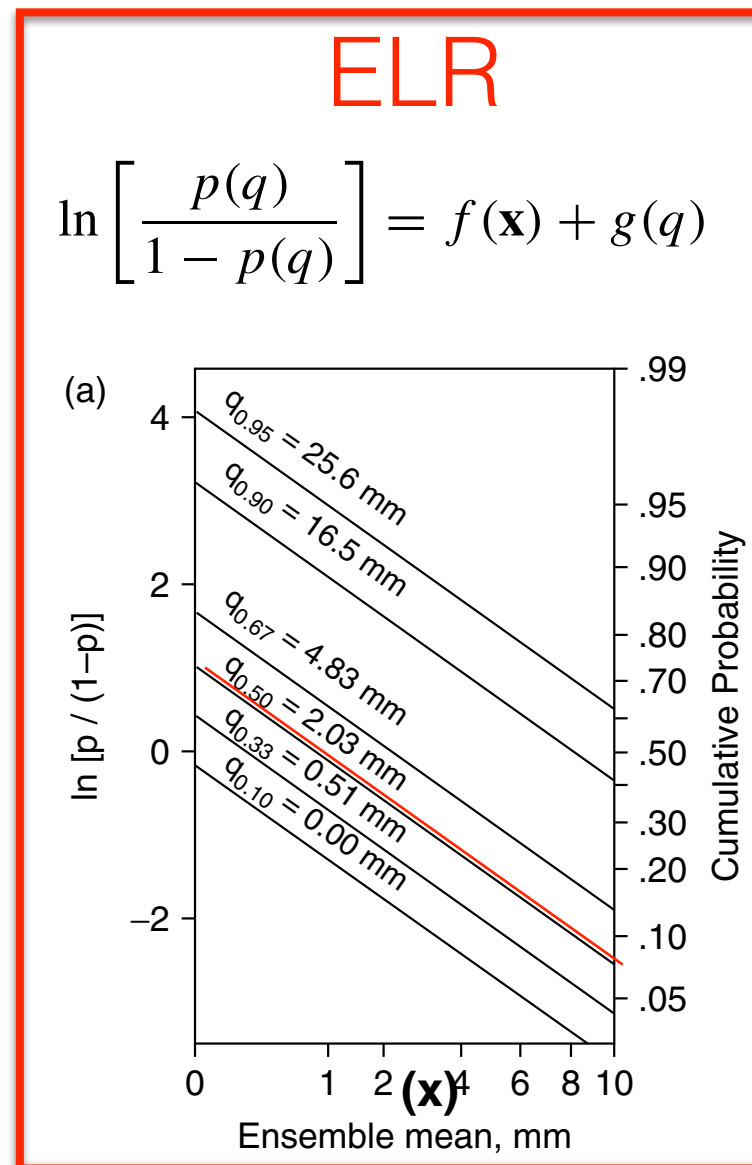 ELR
ln [ p(q) / 1 − p(q) ] = f(x) + g(q)
(a)
4
2
0
−2
ln [p / (1−p)]
q0.95 = 25.6 mm
q0.90 = 16.5 mm
q0.67 = 4.83 mm
q0.50 = 2.03 mm
q0.33 = 0.51 mm
q0.10 = 0.00 mm
.99
.95
.90
.80
.70
.50
.30
.20
.10
.05
Cumulative Probability
0 1 2 (x) 4 6 8 10
Ensemble mean, mm